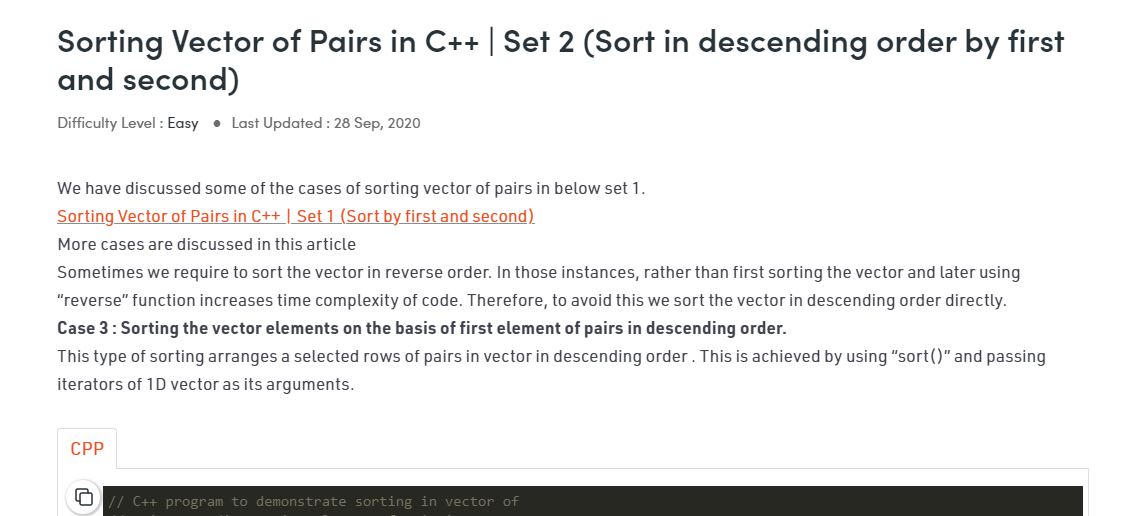 Sorting Vector of Pairs in C++ | Set 2 (Sort in descending order by first
and second)
Difficulty Level : Easy ● Last Updated : 28 Sep, 2020
We have discussed some of the cases of sorting vector of pairs in below set 1.
Sorting Vector of Pairs in C++ | Set 1 (Sort by first and second)
More cases are discussed in this article
Sometimes we require to sort the vector in reverse order. In those instances, rather than first sorting the vector and later using
“reverse” function increases time complexity of code. Therefore, to avoid this we sort the vector in descending order directly.
Case 3 : Sorting the vector elements on the basis of first element of pairs in descending order.
This type of sorting arranges a selected rows of pairs in vector in descending order . This is achieved by using “sort()” and passing
iterators of 1D vector as its arguments.
CPP
// C++ program to demonstrate sorting in vector of